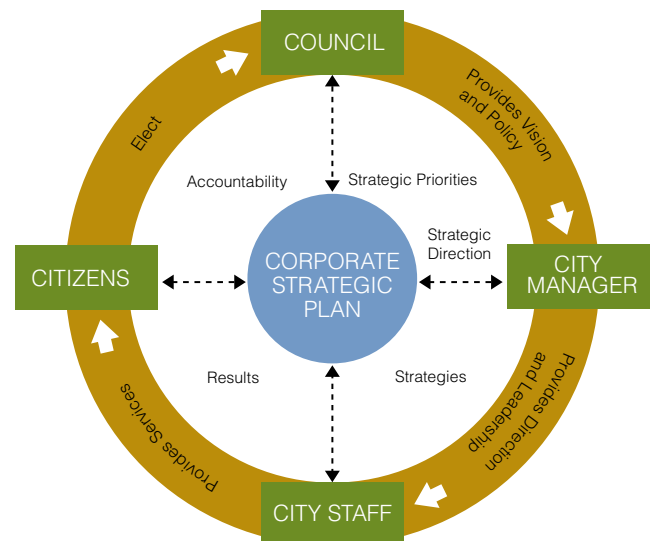 COUNCIL
Elect
Provides Vision
and Policy
Accountability
Strategic Priorities
CITIZENS
CORPORATE
STRATEGIC
PLAN
Strategic
Direction
CITY
MANAGER
Results
Strategies
Provides Services
Provides Direction
and Leadership
CITY STAFF